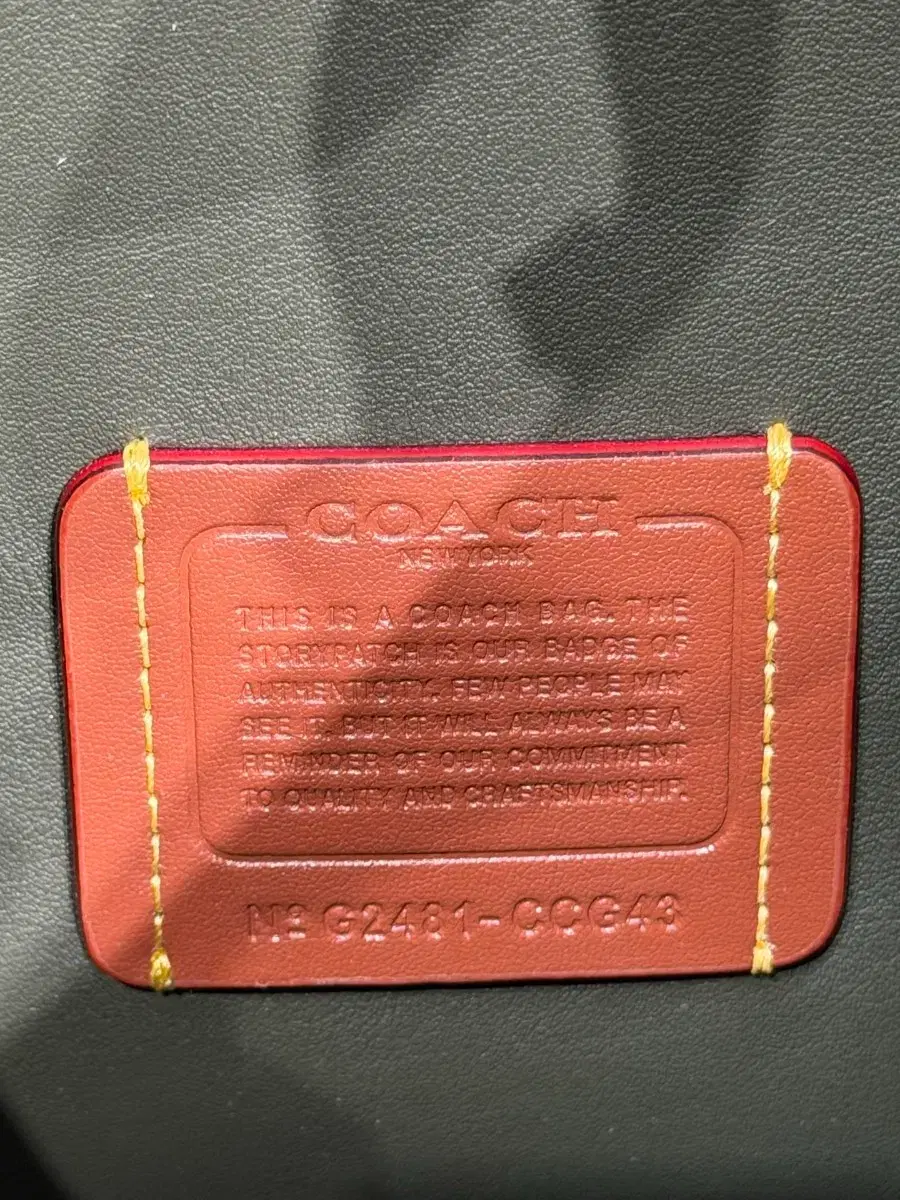 COACH
NEW YORK
THIS IS A COACH BAG. THE
STORYPATCH IS OUR BADGE OF
AUTHENTICITY. FEW PEOPLE MAY
SEE IT, BUT IT WILL ALWAYS BE A
REMINDER OF OUR COMMITMENT
TO QUALITY AND CRAFTSMANSHIP.
Nº G2481-CCG43